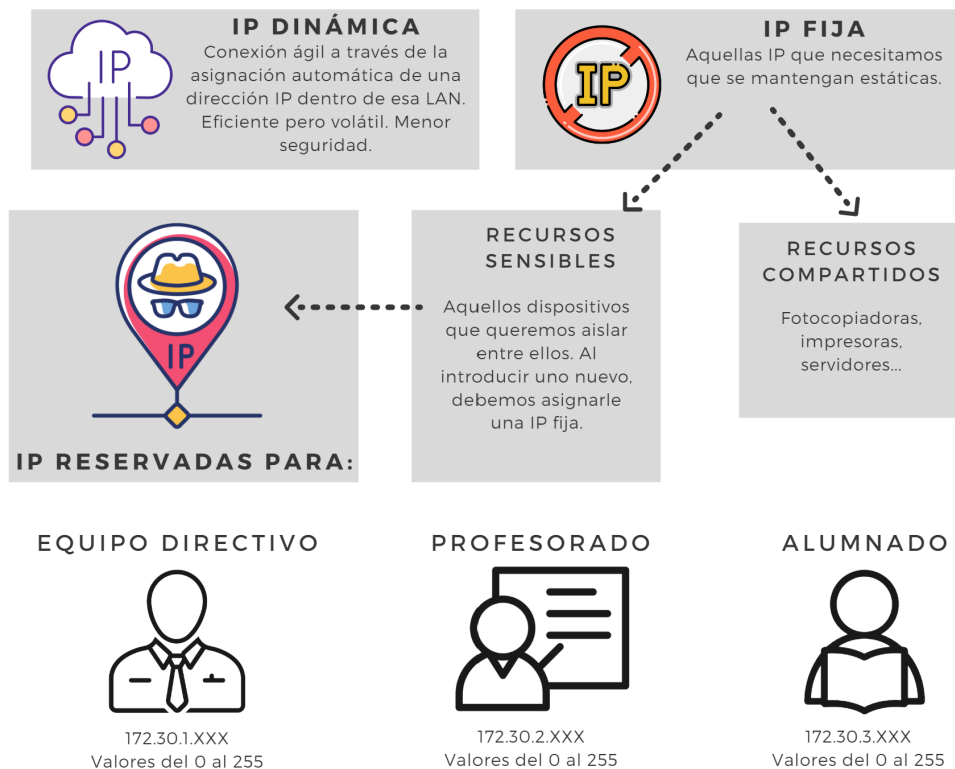 IP DINÁMICA
Conexión ágil a través de la
asignación automática de una
dirección IP dentro de esa LAN.
Eficiente pero volátil. Menor
seguridad.
IP
IP FIJA
Aquellas IP que necesitamos
que se mantengan estáticas.
IP
IP
IP RESERVADAS PARA:
RECURSOS
SENSIBLES
Aquellos dispositivos
que queremos aislar
entre ellos. Al
introducir uno nuevo,
debemos asignarle
una IP fija.
RECURSOS
COMPARTIDOS
Fotocopiadoras,
impresoras,
servidores...
EQUIPO DIRECTIVO
172.30.1.XXX
Valores del 0 al 255
PROFESORADO
172.30.2.XXX
Valores del 0 al 255
ALUMNADO
172.30.3.XXX
Valores del 0 al 255